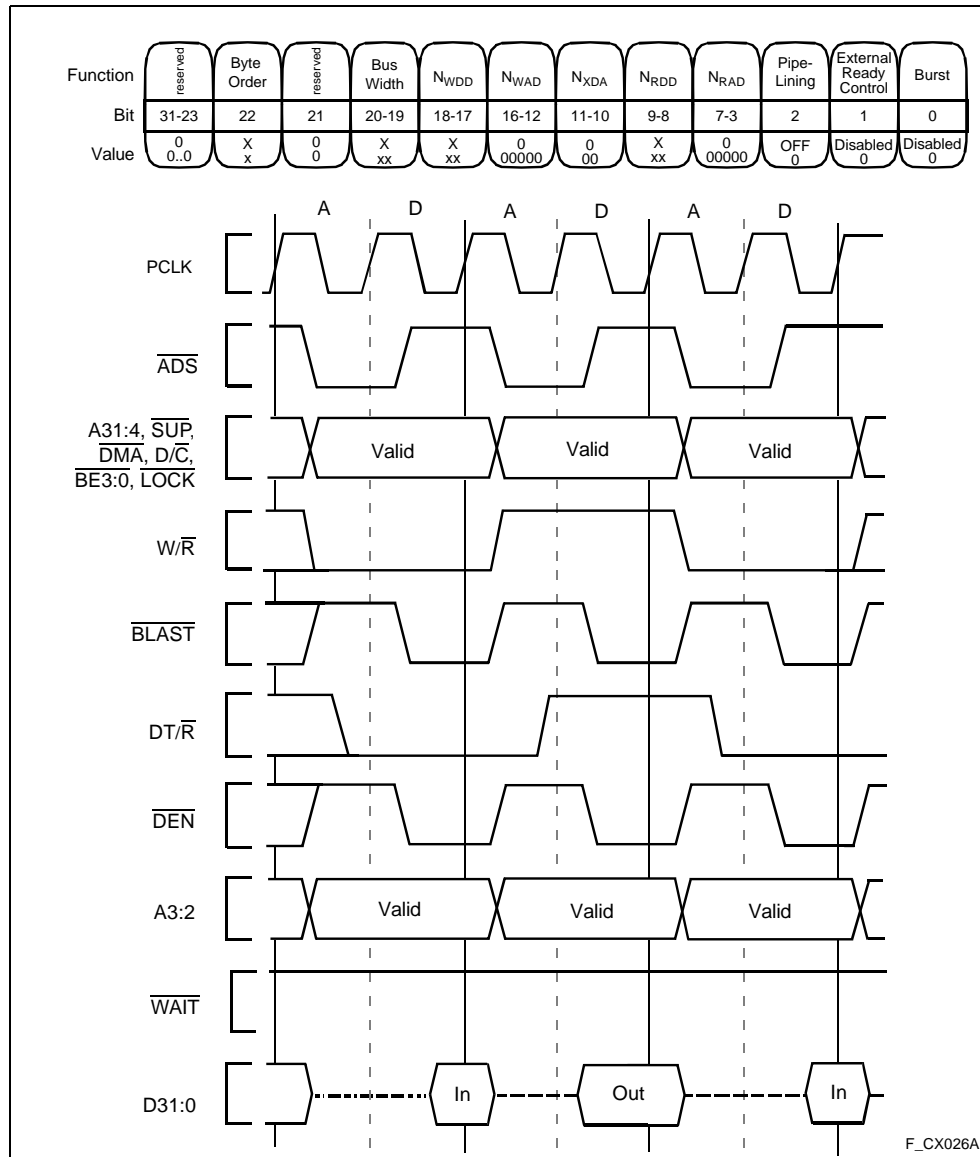 Function reserved Byte Order reserved Bus Width NWDD NWAD NXDA NRDD NRAD Pipe-Lining External Ready Control Burst
Bit 31-23 22 21 20-19 18-17 16-12 11-10 9-8 7-3 2 1 0
Value 0 X 0 X X 0 0 X 0 OFF Disabled Disabled
0..0 x 0 xx xx 00000 00 xx 00000 0 0 0
A D A D A D
PCLK
ADS
A31:4, SUP,
DMA, D/C,
BE3:0, LOCK
Valid Valid Valid
W/R
BLAST
DT/R
DEN
A3:2 Valid Valid Valid
WAIT
D31:0 In Out In
F_CX026A